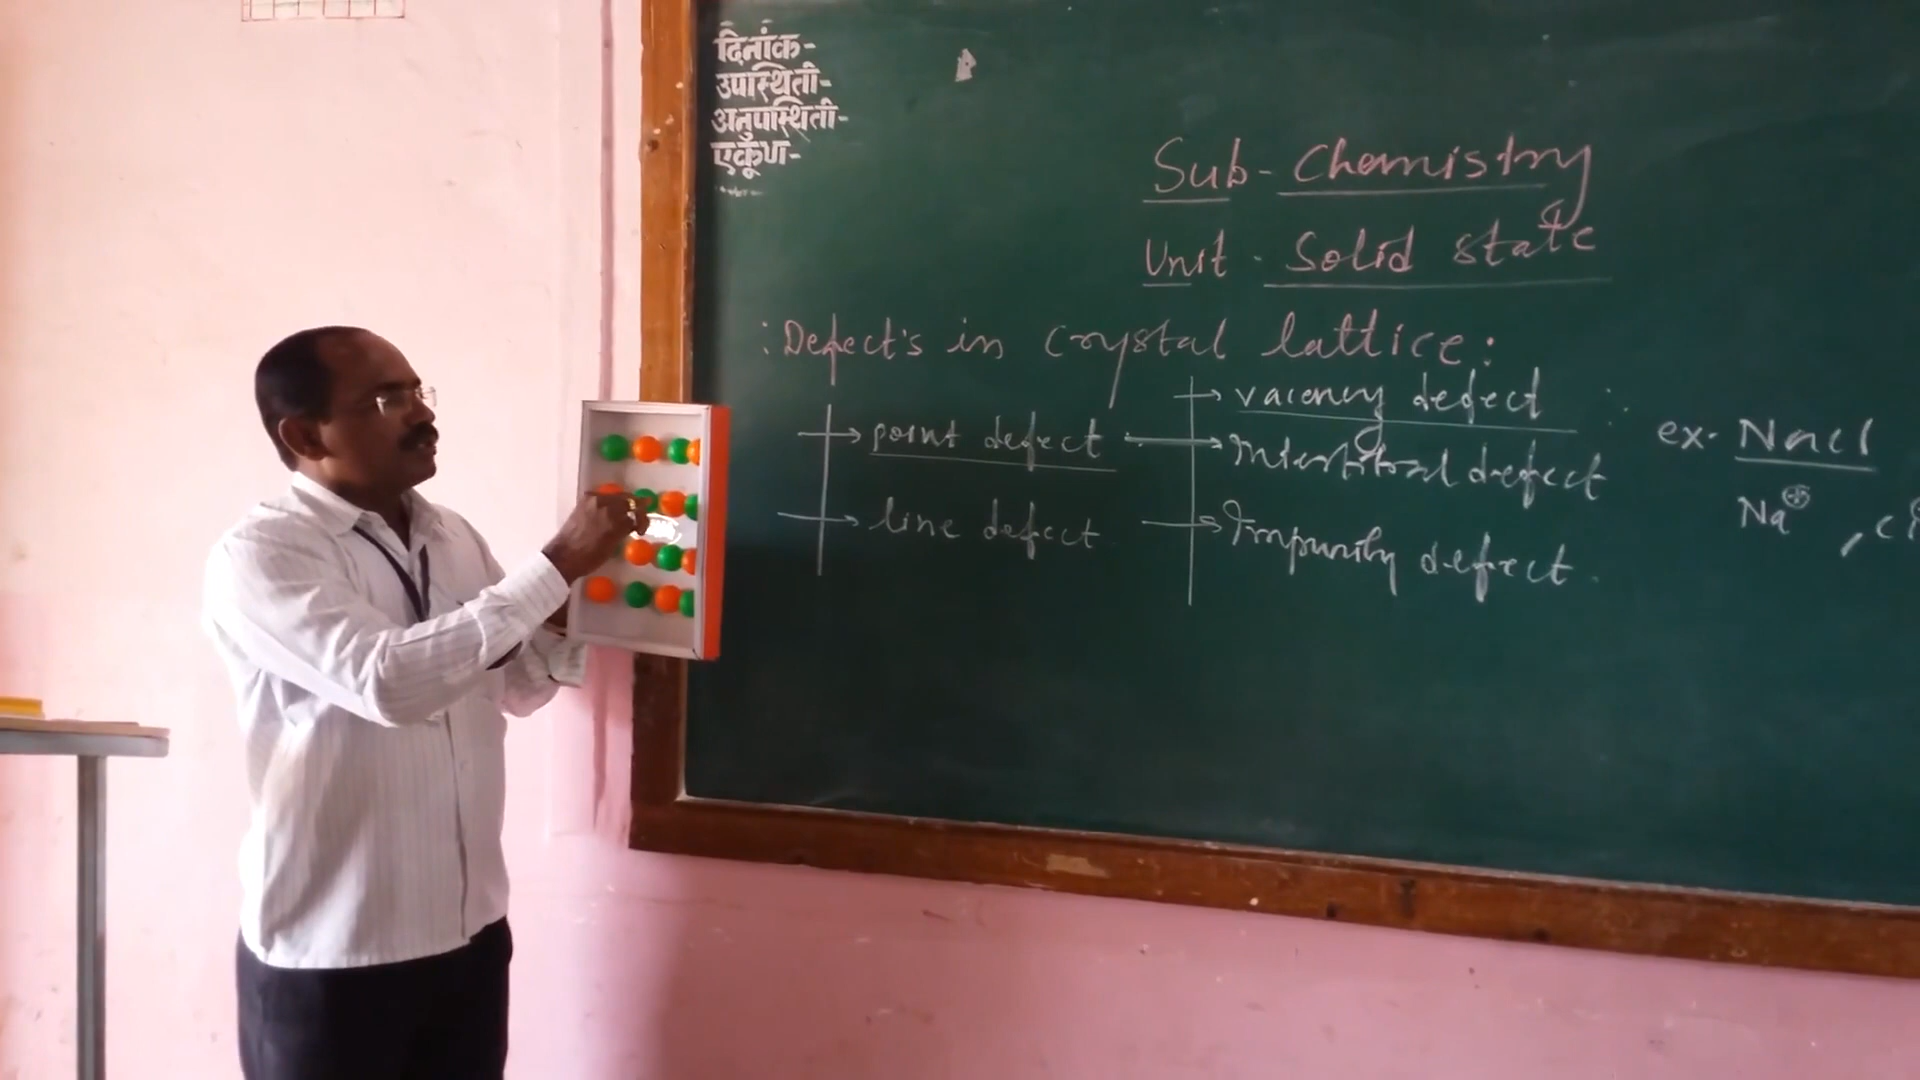 दिनांक-
उपस्थिती-
अनुपस्थिती-
एकूण-
Sub- Chemistry
Unit - Solid state
: Defect's in crystal lattice:
→ point defect → vacancy defect
→ Interstitial defect
→ line defect → Impurity defect.
ex. NaCl
Na⊕ ,